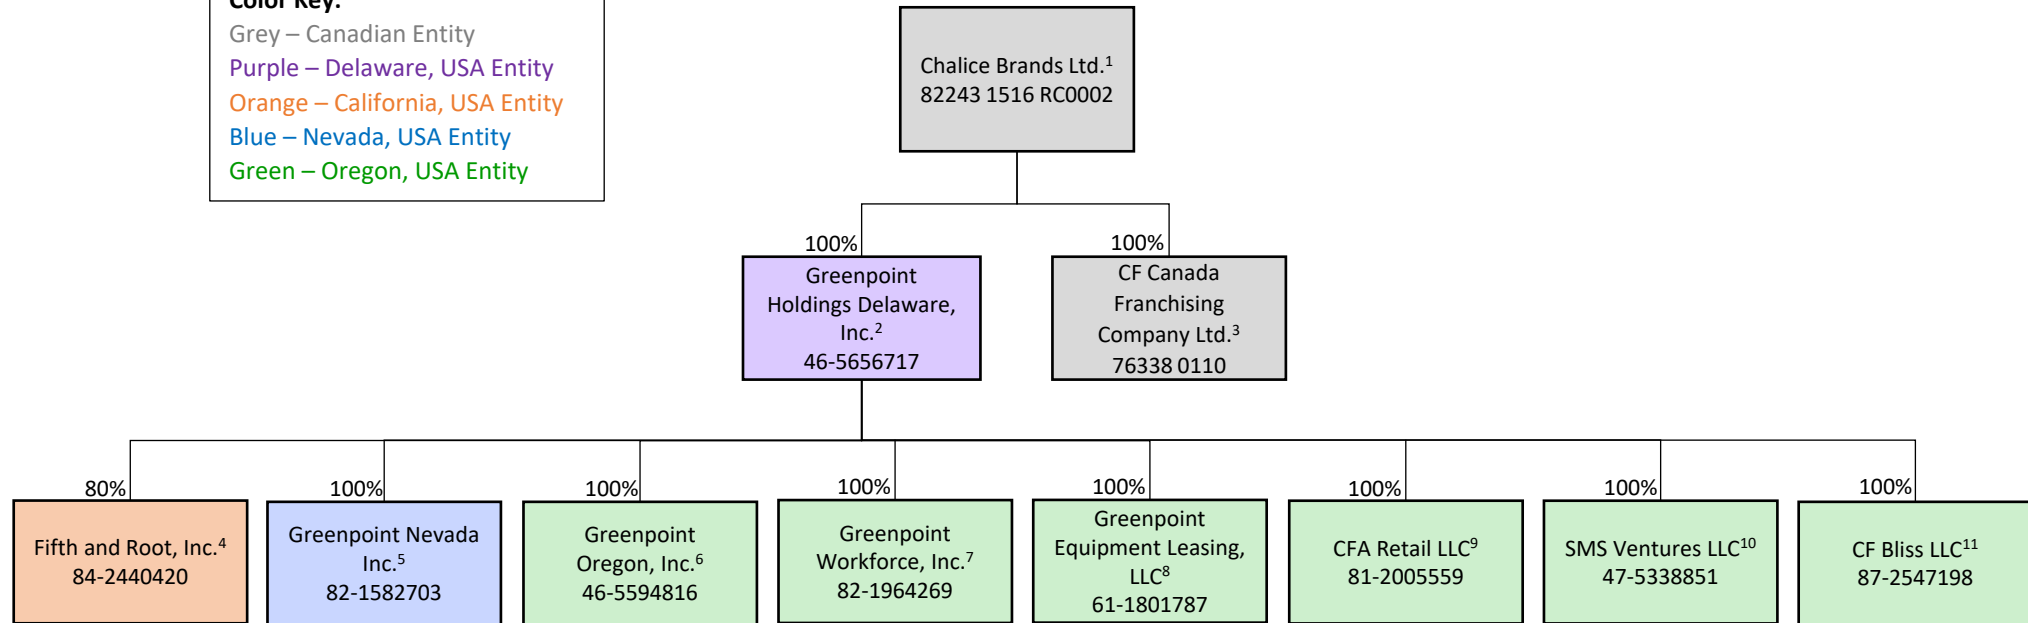 Color Key:
Grey – Canadian Entity
Purple – Delaware, USA Entity
Orange – California, USA Entity
Blue – Nevada, USA Entity
Green – Oregon, USA Entity
Chalice Brands Ltd.¹
82243 1516 RC0002
100%
Greenpoint
Holdings Delaware,
Inc.²
46-5656717
100%
CF Canada
Franchising
Company Ltd.³
76338 0110
80%
Fifth and Root, Inc.⁴
84-2440420
100%
Greenpoint Nevada
Inc.⁵
82-1582703
100%
Greenpoint
Oregon, Inc.⁶
46-5594816
100%
Greenpoint
Workforce, Inc.⁷
82-1964269
100%
Greenpoint
Equipment Leasing,
LLC⁸
61-1801787
100%
CFA Retail LLC⁹
81-2005559
100%
SMS Ventures LLC¹⁰
47-5338851
100%
CF Bliss LLC¹¹
87-2547198